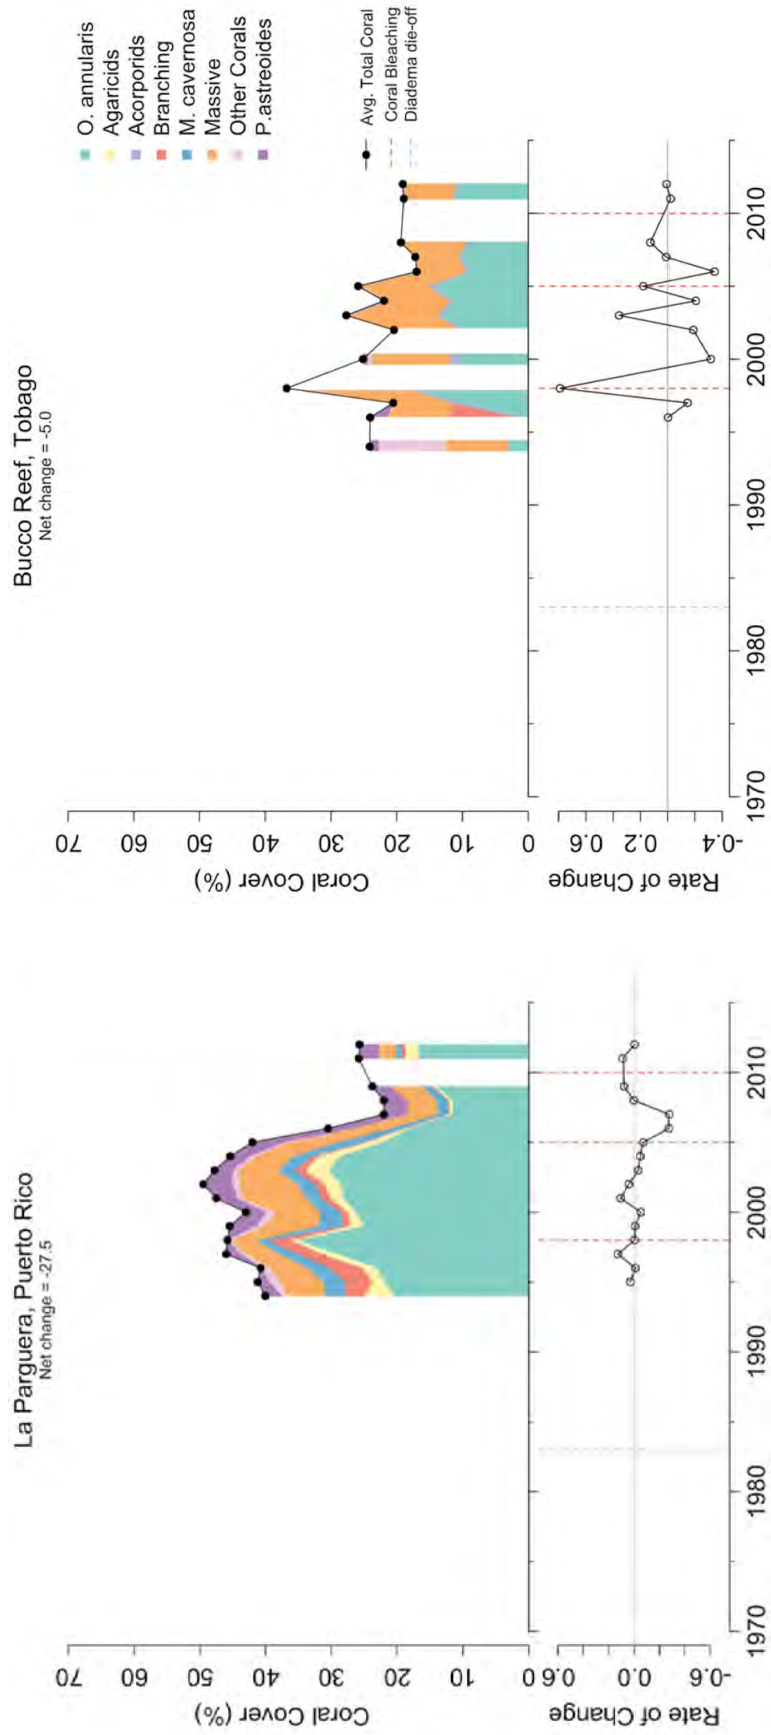 La Parguera, Puerto Rico
Net change = -27.5
Coral Cover (%)
70
60
50
40
30
20
10
0
Rate of Change
0.6
0.0
-0.6
1970
1980
1990
2000
2010
Bucco Reef, Tobago
Net change = -5.0
Coral Cover (%)
70
60
50
40
30
20
10
0
Rate of Change
0.6
0.2
-0.4
1970
1980
1990
2000
2010
O. annularis
Agaricids
Acorporids
Branching
M. cavernosa
Massive
Other Corals
P.astreoides
Avg. Total Coral
Coral Bleaching
Diadema die-off